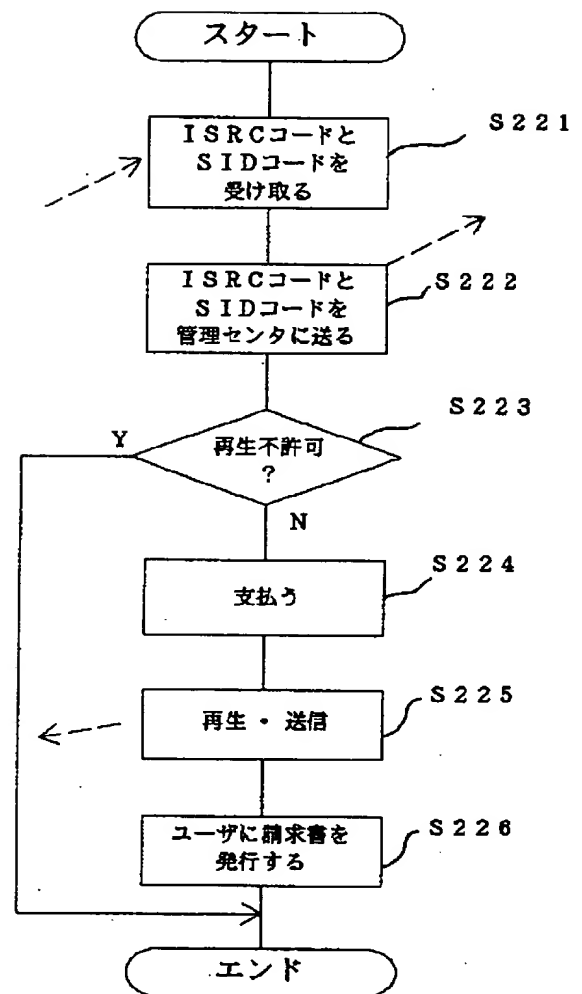 スタート
ISRCコードと
SIDコードを
受け取る
S221
ISRCコードと
SIDコードを
管理センタに送る
S222
再生不許可
?
S223
Y
N
支払う
S224
再生・送信
S225
ユーザに請求書を
発行する
S226
エンド